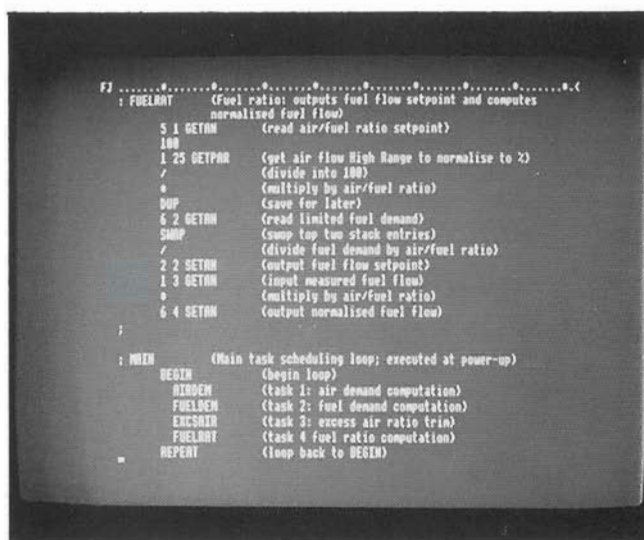 FJ .......*.......*.......*.......*.......*.......*.......*.......*.<
: FUELRAT (Fuel ratio: outputs fuel flow setpoint and computes
normalised fuel flow)
5 1 GETAN (read air/fuel ratio setpoint)
100
1 25 GETPAR (get air flow High Range to normalise to %)
/ (divide into 100)
* (multiply by air/fuel ratio)
DUP (save for later)
6 2 GETAN (read limited fuel demand)
SWAP (swap top two stack entries)
/ (divide fuel demand by air/fuel ratio)
2 2 SETAN (output fuel flow setpoint)
1 3 GETAN (input measured fuel flow)
* (multiply by air/fuel ratio)
6 4 SETAN (output normalised fuel flow)
;
: MAIN (Main task scheduling loop; executed at power-up)
BEGIN (begin loop)
AIRDEM (task 1: air demand computation)
FUELDEM (task 2: fuel demand computation)
EXCSAIR (task 3: excess air ratio trim)
FUELRAT (task 4 fuel ratio computation)
REPEAT (loop back to BEGIN)